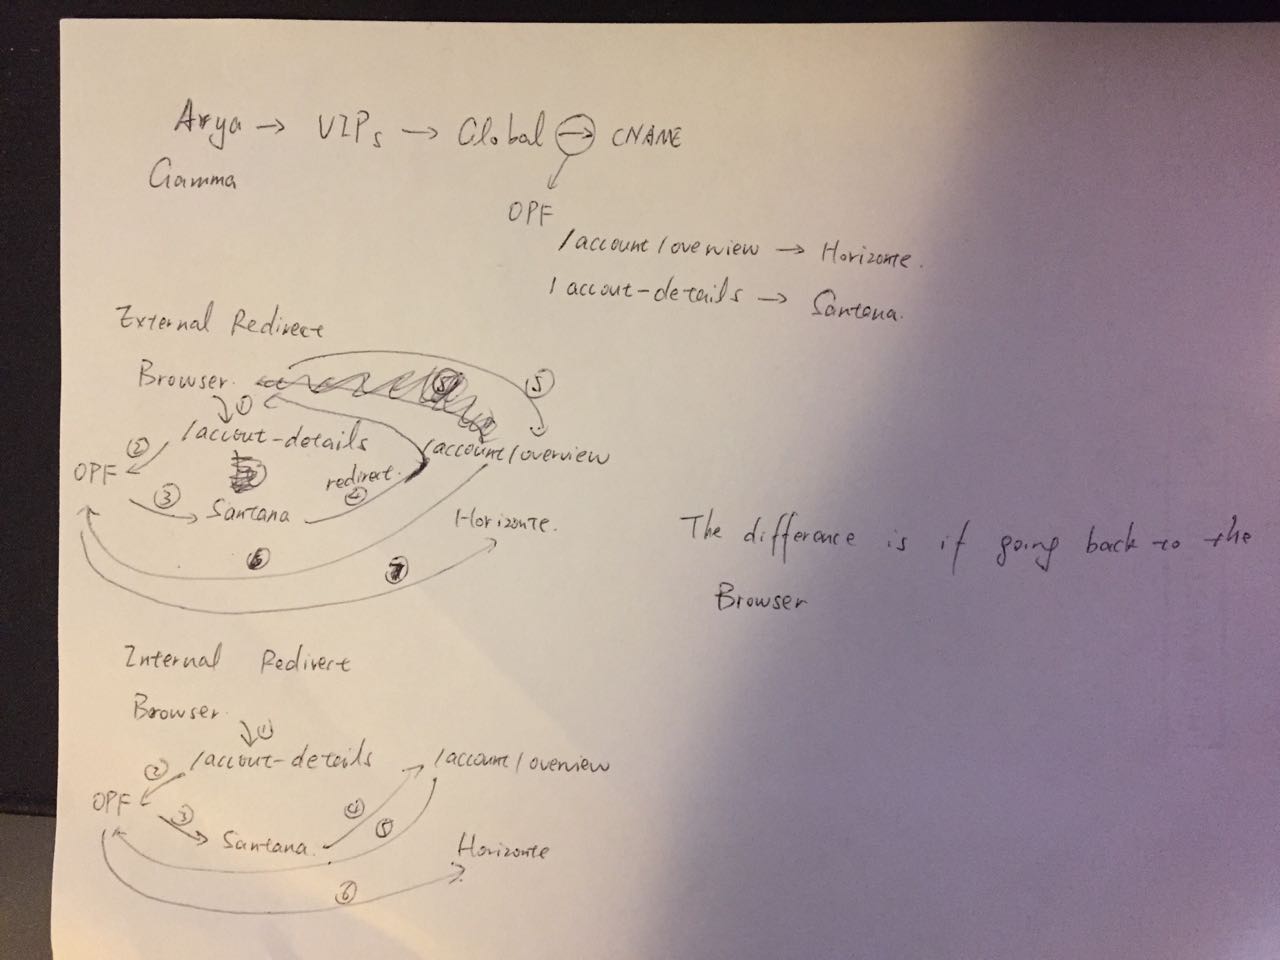 Arya → VIPs → Global → CNAME
Gamma
OPF
/account/overview → Horizonte.
/accout-details → Santana.
External Redirect
Browser.
⑤
①
/accout-details
/account/overview
②
OPF
redirect.
④
③
Santana
Horizonte.
⑥
⑦
The difference is if going back to the
Browser
Internal Redirect
Browser.
①
/accout-details
/account/overview
②
OPF
③
④
⑤
Santana.
Horizonte
⑥